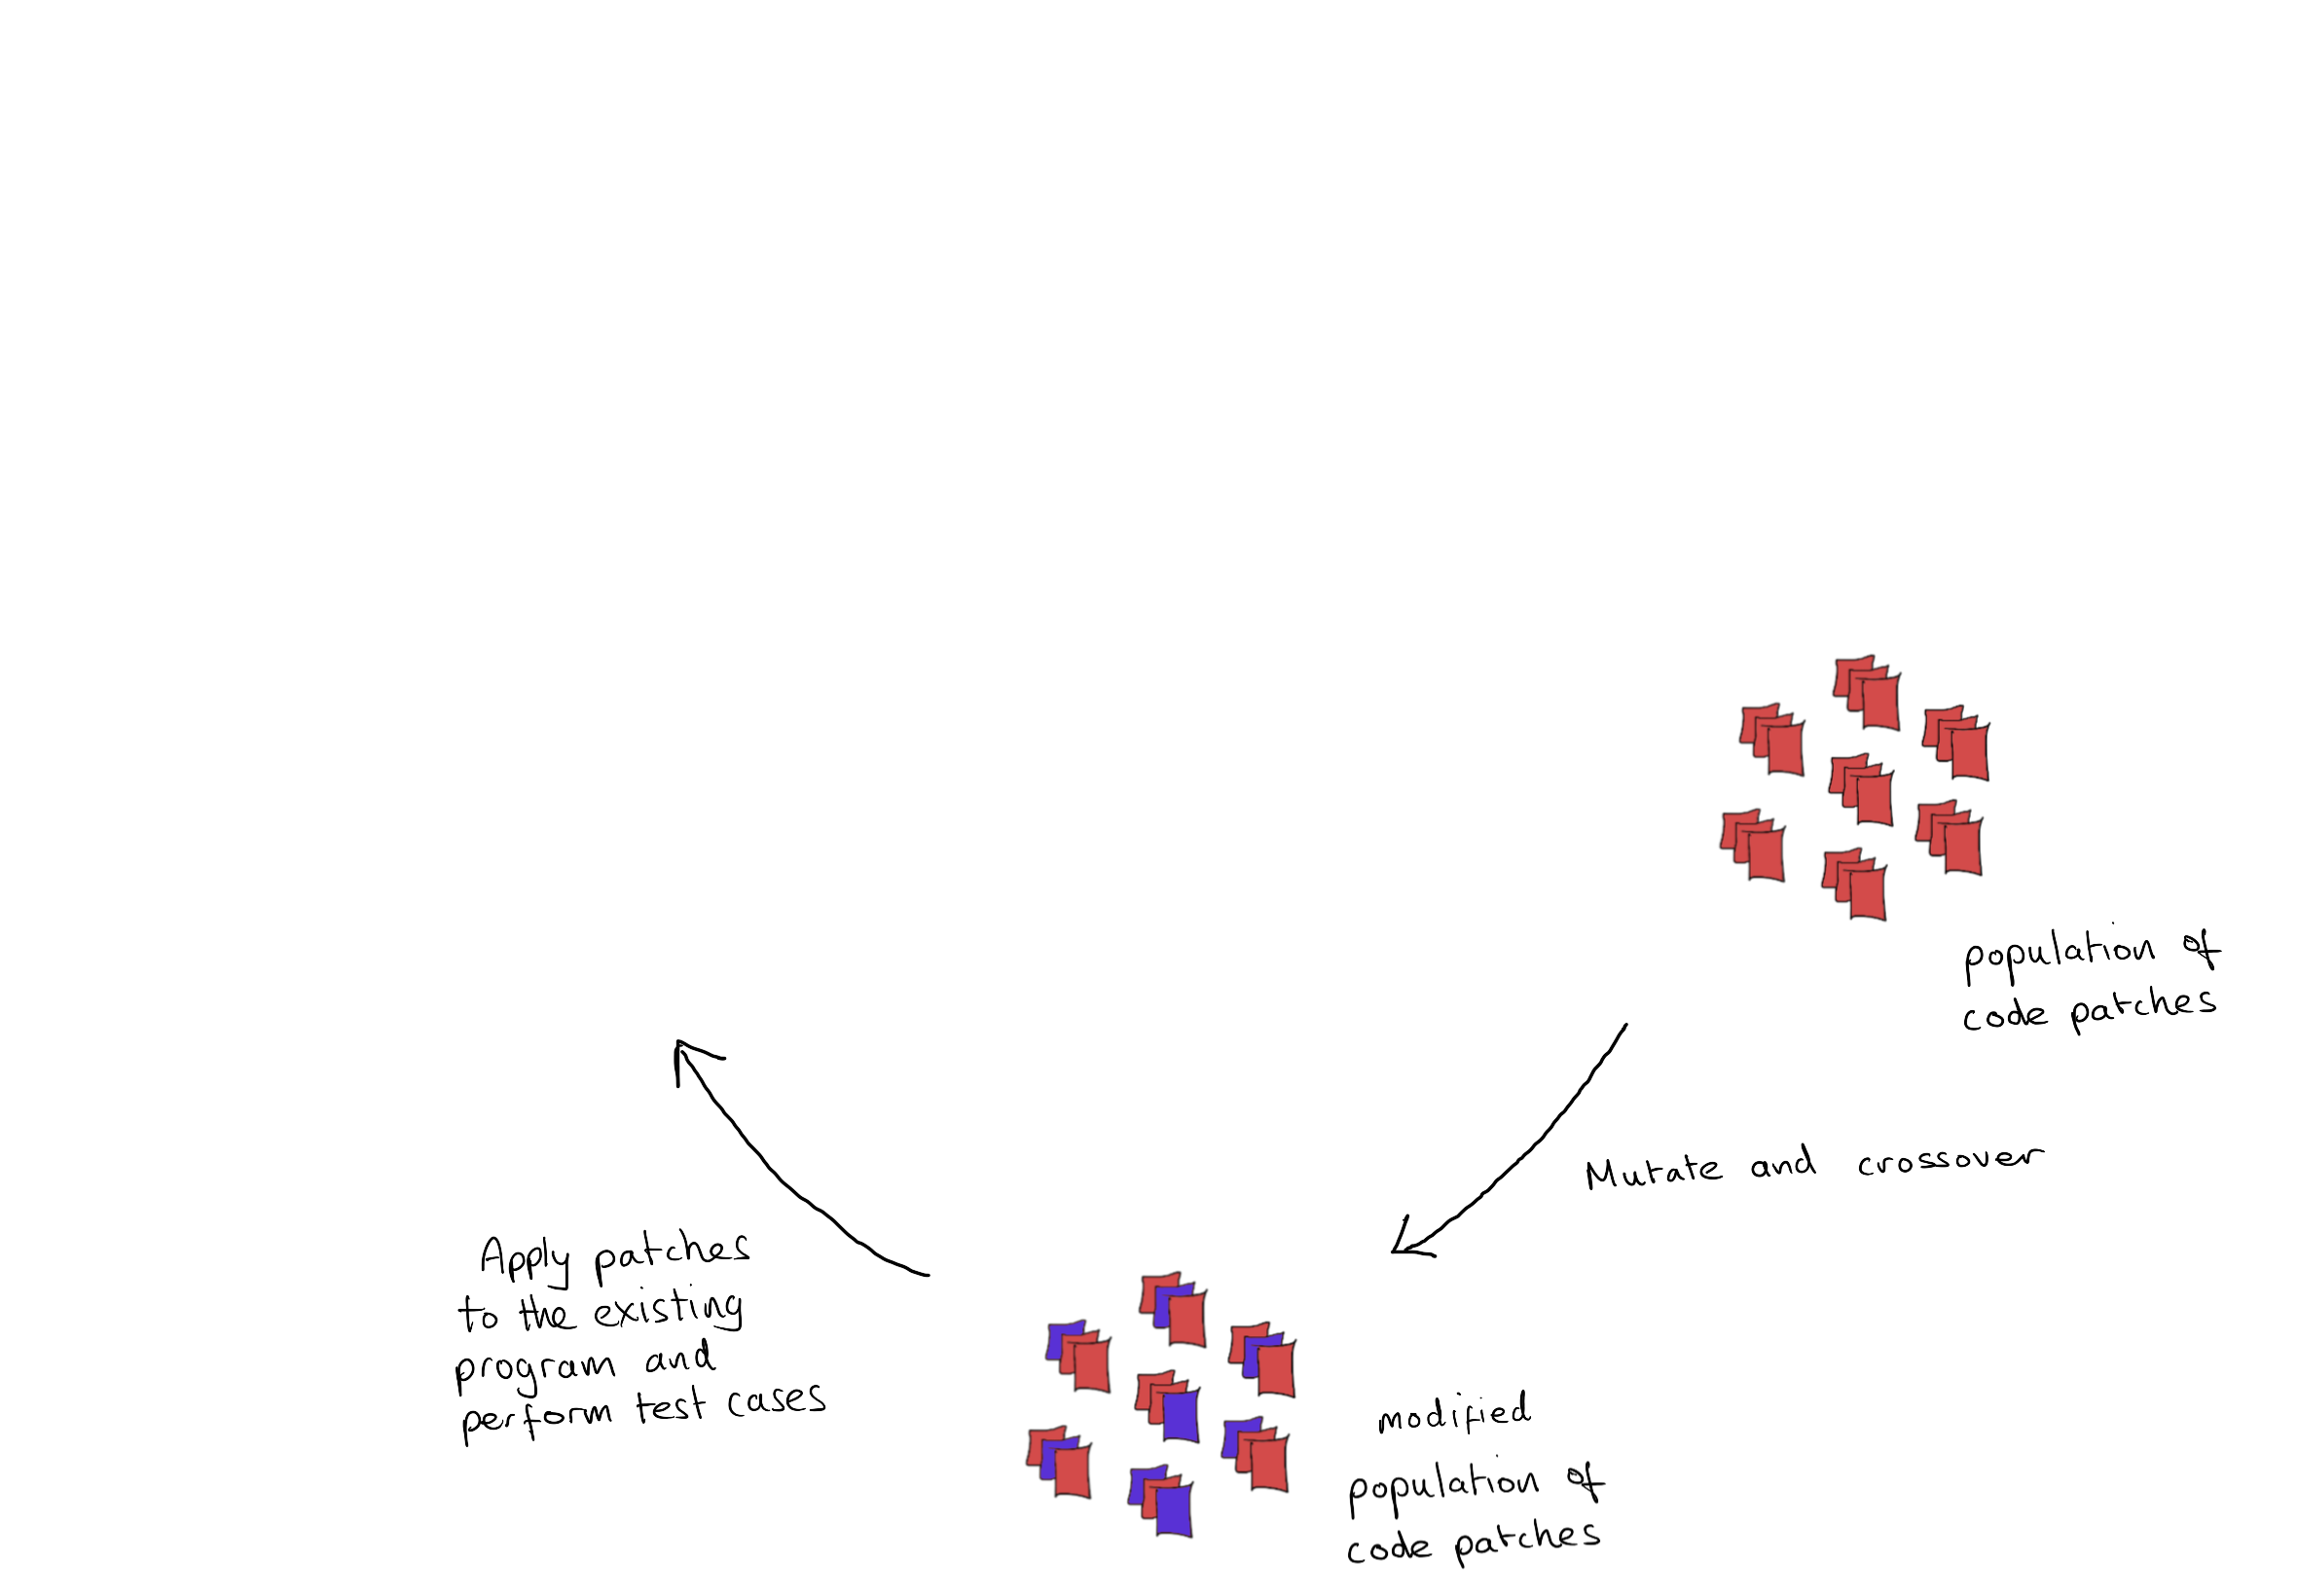 population of
code patches
Mutate and crossover
Apply patches
to the existing
program and
perform test cases
modified
population of
code patches